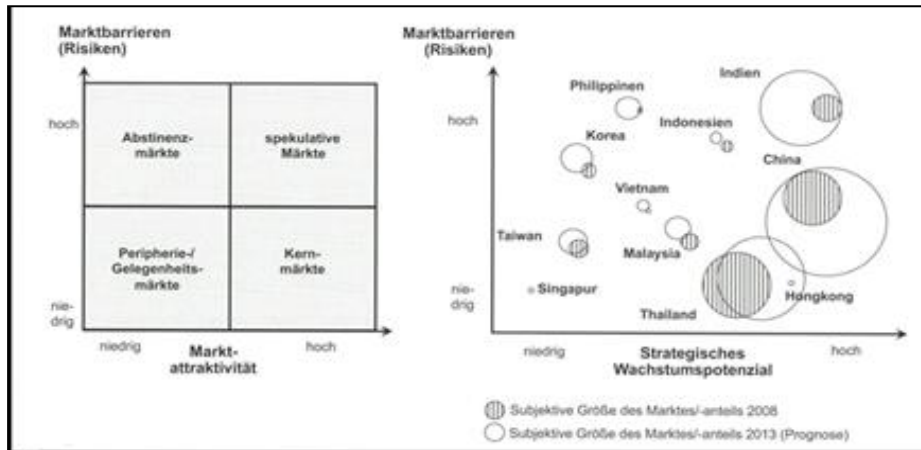 Marktbarrieren
(Risiken)
hoch
Abstinenz-
märkte
spekulative
Märkte
Peripherie-/
Gelegenheits-
märkte
Kern-
märkte
nie-
drig
niedrig
hoch
Markt-
attraktivität
Marktbarrieren
(Risiken)
hoch
Philippinen
Indien
Indonesien
Korea
China
Vietnam
Taiwan
Malaysia
Singapur
Hongkong
Thailand
nie-
drig
niedrig
hoch
Strategisches
Wachstumspotenzial
Subjektive Größe des Marktes/-anteils 2008
Subjektive Größe des Marktes/-anteils 2013 (Prognose)